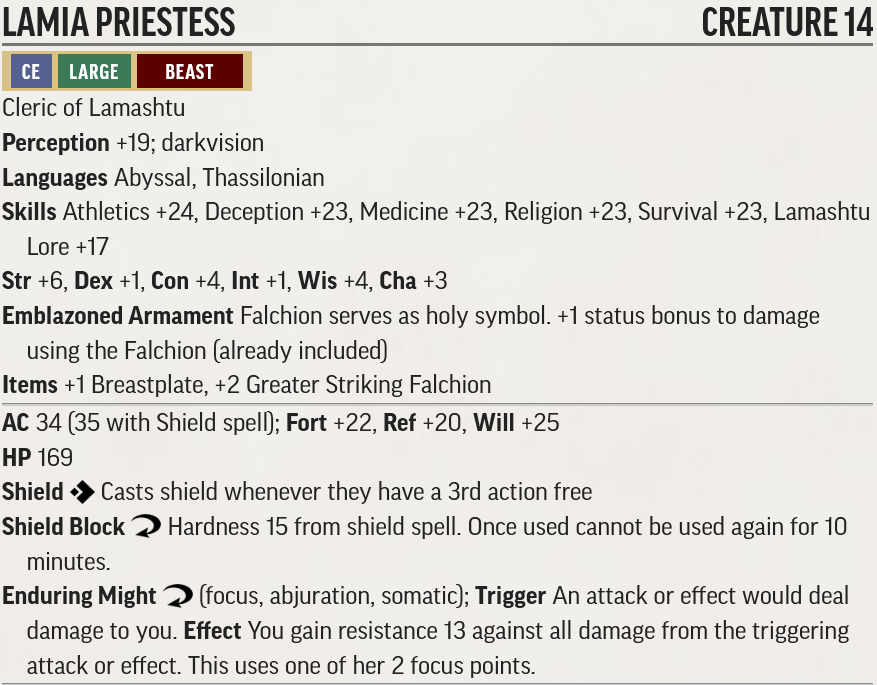 LAMIA PRIESTESS CREATURE 14
CE LARGE BEAST
Cleric of Lamashtu
Perception +19; darkvision
Languages Abyssal, Thassilonian
Skills Athletics +24, Deception +23, Medicine +23, Religion +23, Survival +23, Lamashtu
Lore +17
Str +6, Dex +1, Con +4, Int +1, Wis +4, Cha +3
Emblazoned Armament Falchion serves as holy symbol. +1 status bonus to damage
using the Falchion (already included)
Items +1 Breastplate, +2 Greater Striking Falchion
AC 34 (35 with Shield spell); Fort +22, Ref +20, Will +25
HP 169
Shield Casts shield whenever they have a 3rd action free
Shield Block Hardness 15 from shield spell. Once used cannot be used again for 10
minutes.
Enduring Might (focus, abjuration, somatic); Trigger An attack or effect would deal
damage to you. Effect You gain resistance 13 against all damage from the triggering
attack or effect. This uses one of her 2 focus points.